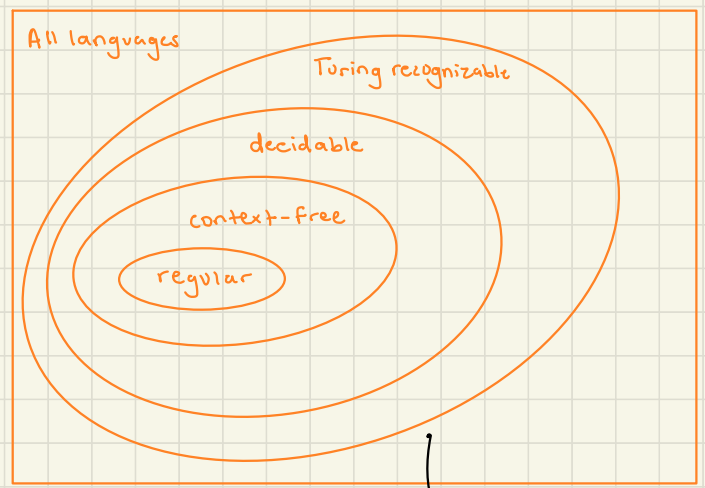 All languages
Turing recognizable
decidable
context-free
regular